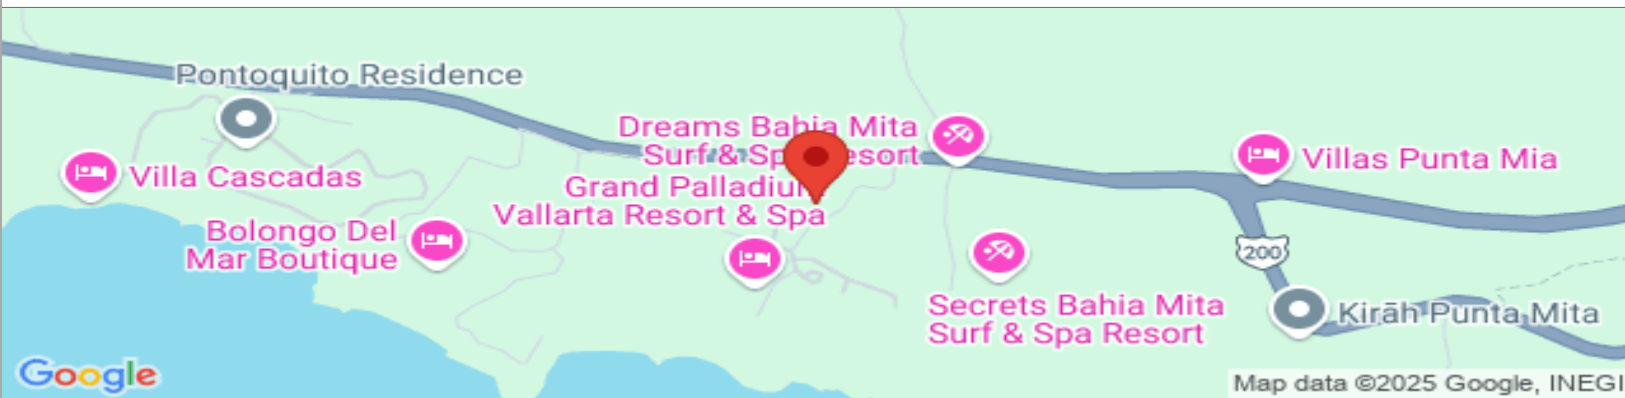 Pontoquito Residence
Dreams Bahia Mita
Surf & Spa Resort
Villas Punta Mia
Villa Cascadas
Grand Palladium
Vallarta Resort & Spa
Bolongo Del
Mar Boutique
200
Secrets Bahia Mita
Surf & Spa Resort
Kirāh Punta Mita
Google
Map data ©2025 Google, INEGI